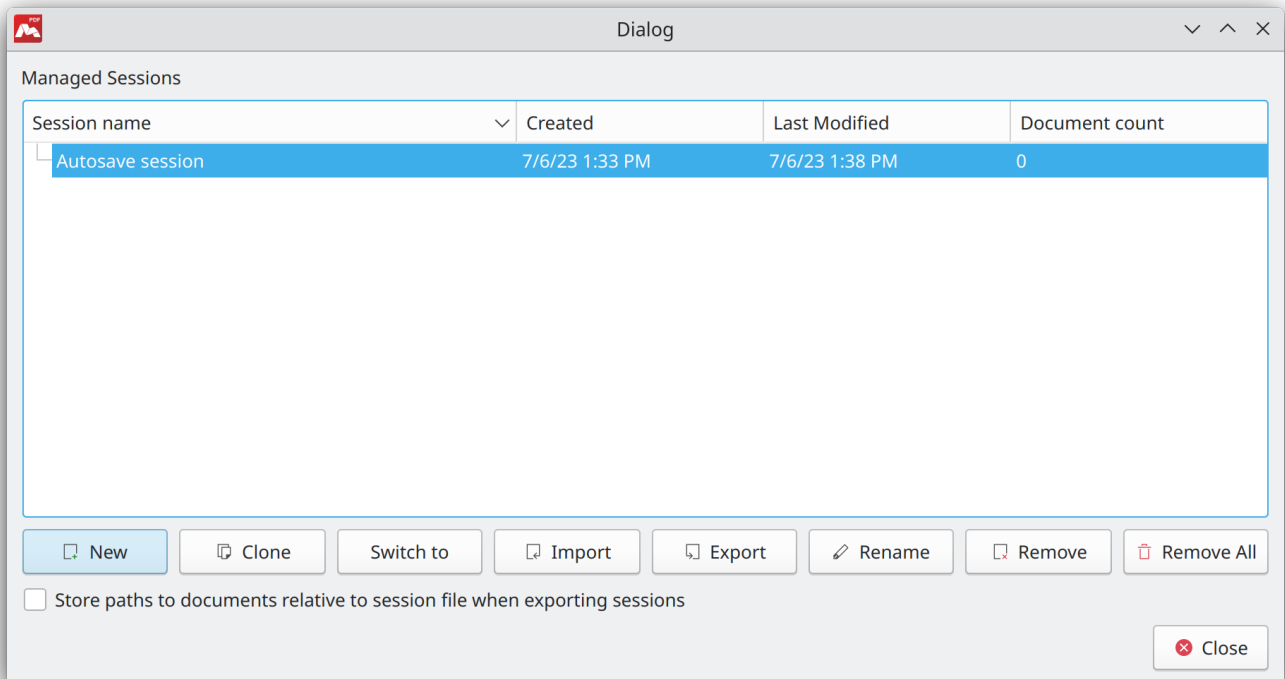 PDF
Dialog
Managed Sessions
Session name Created Last Modified Document count
Autosave session 7/6/23 1:33 PM 7/6/23 1:38 PM 0
New Clone Switch to Import Export Rename Remove Remove All
Store paths to documents relative to session file when exporting sessions
Close